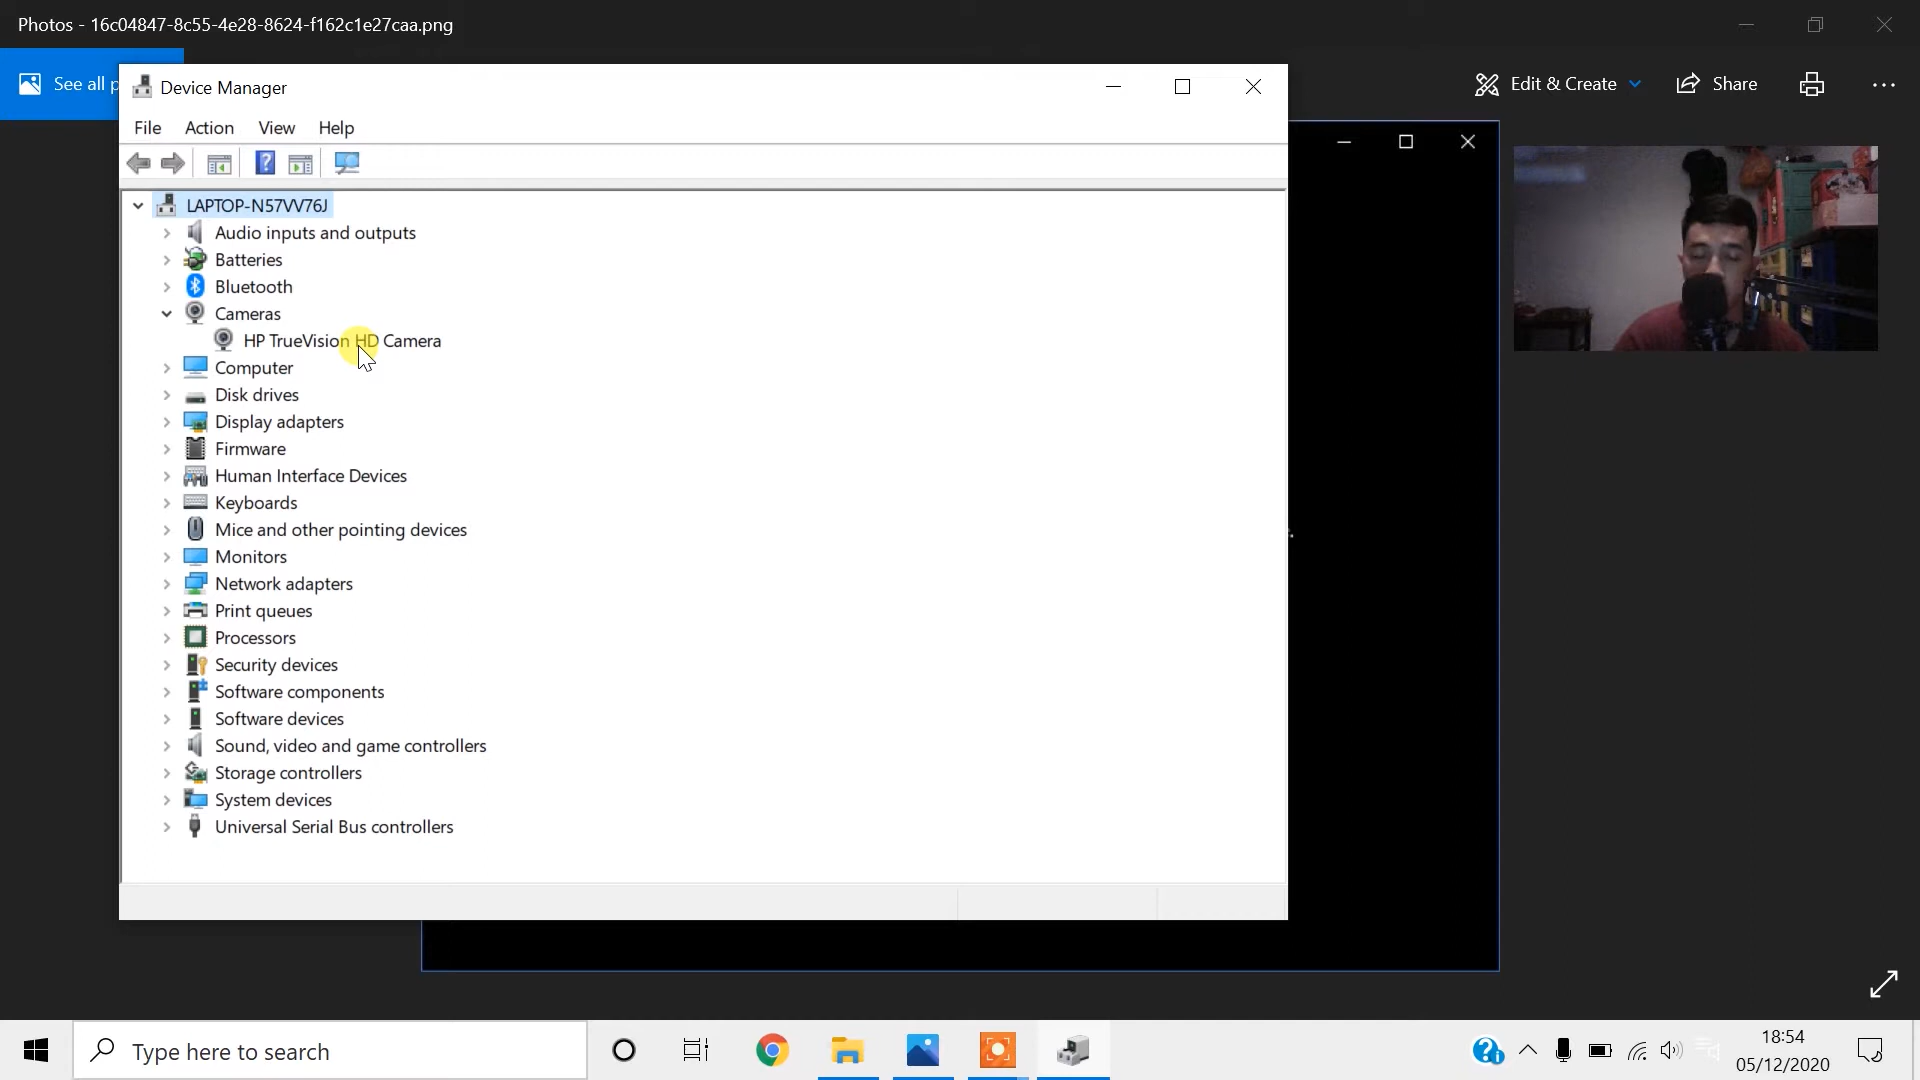 Photos - 16c04847-8c55-4e28-8624-f162c1e27caa.png
See all p
Edit & Create
Share
Device Manager
File Action View Help
LAPTOP-N57VV76J
Audio inputs and outputs
Batteries
Bluetooth
Cameras
HP TrueVision HD Camera
Computer
Disk drives
Display adapters
Firmware
Human Interface Devices
Keyboards
Mice and other pointing devices
Monitors
Network adapters
Print queues
Processors
Security devices
Software components
Software devices
Sound, video and game controllers
Storage controllers
System devices
Universal Serial Bus controllers
Type here to search
18:54
05/12/2020